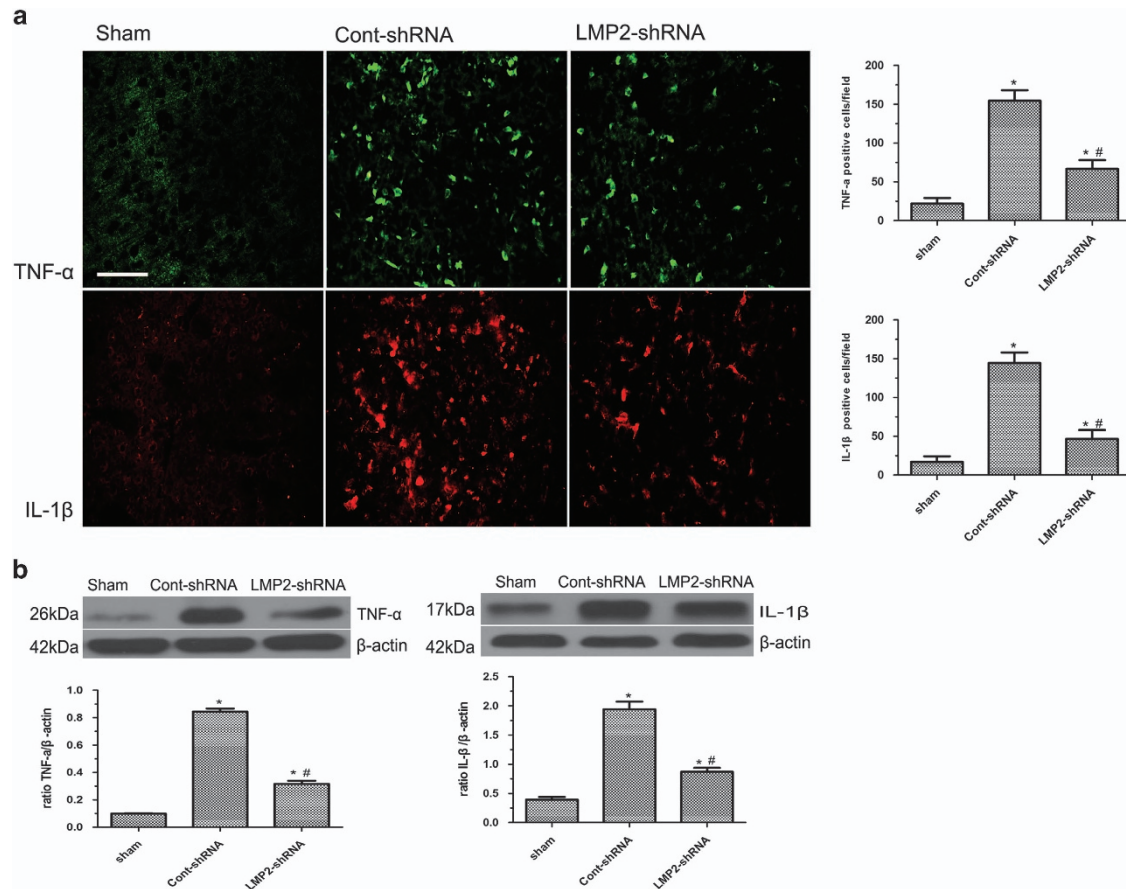 a
Sham Cont-shRNA LMP2-shRNA
TNF-α
IL-1β
200
150
100
50
0
TNF-a positive cells/field
*
* #
sham
Cont-shRNA
LMP2-shRNA
200
150
100
50
0
IL-1β positive cells/field
*
* #
sham
Cont-shRNA
LMP2-shRNA
b
Sham Cont-shRNA LMP2-shRNA
26kDa TNF-α
42kDa β-actin
1.0
0.8
0.6
0.4
0.2
0.0
ratio TNF-a/β-actin
*
* #
sham
Cont-shRNA
LMP2-shRNA
Sham Cont-shRNA LMP2-shRNA
17kDa IL-1β
42kDa β-actin
2.5
2.0
1.5
1.0
0.5
0.0
ratio IL-β/β-actin
*
* #
sham
Cont-shRNA
LMP2-shRNA